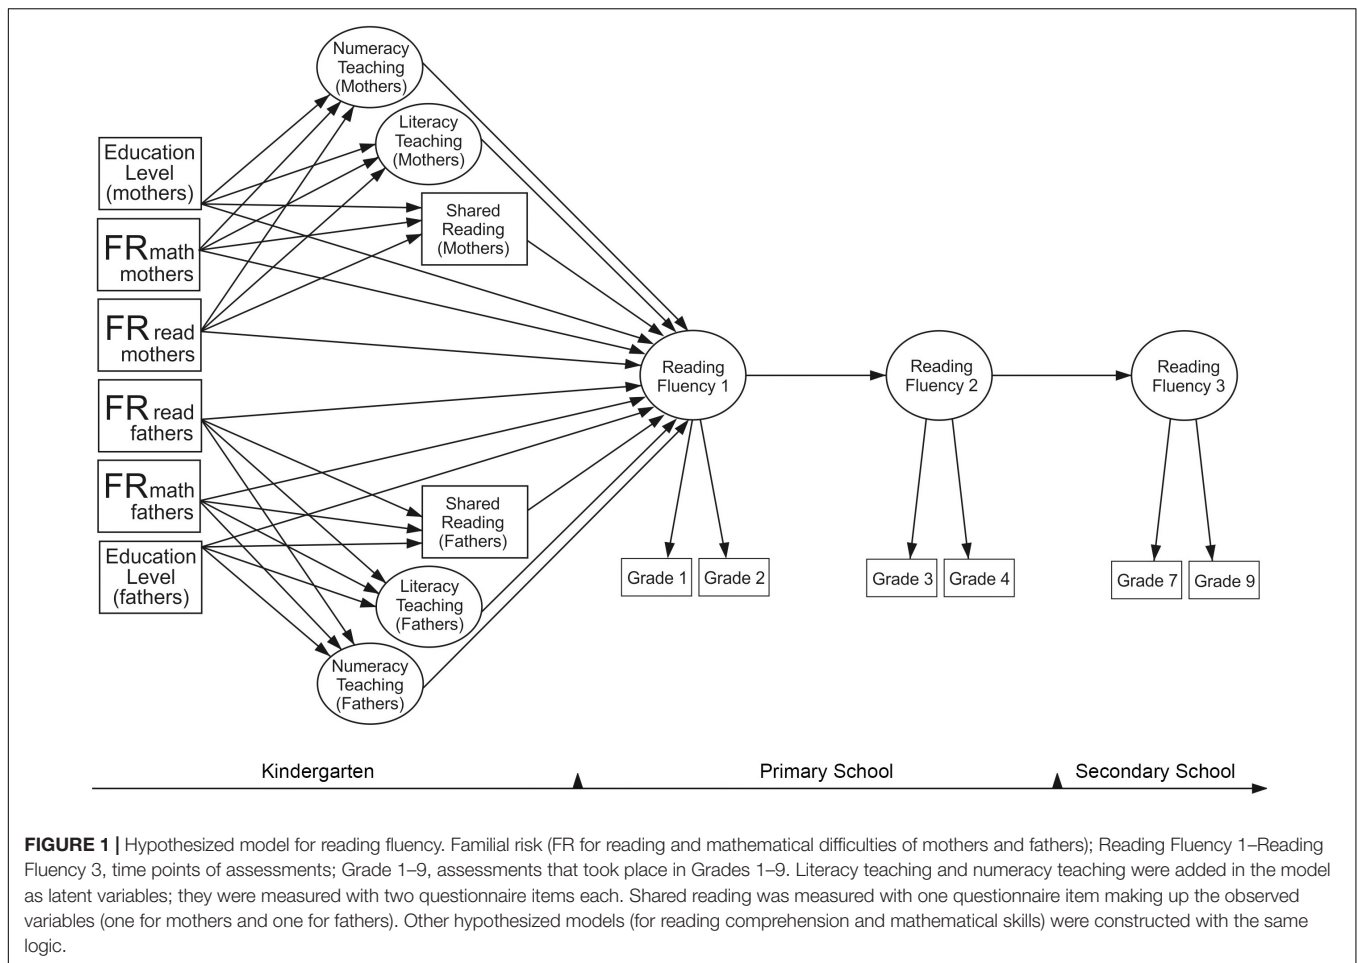 Numeracy
Teaching
(Mothers)
Literacy
Teaching
(Mothers)
Shared
Reading
(Mothers)
Education
Level
(mothers)
FR math
mothers
FR read
mothers
FR read
fathers
FR math
fathers
Education
Level
(fathers)
Shared
Reading
(Fathers)
Literacy
Teaching
(Fathers)
Numeracy
Teaching
(Fathers)
Reading
Fluency 1
Reading
Fluency 2
Reading
Fluency 3
Grade 1
Grade 2
Grade 3
Grade 4
Grade 7
Grade 9
Kindergarten
Primary School
Secondary School
FIGURE 1 | Hypothesized model for reading fluency. Familial risk (FR for reading and mathematical difficulties of mothers and fathers); Reading Fluency 1–Reading
Fluency 3, time points of assessments; Grade 1–9, assessments that took place in Grades 1–9. Literacy teaching and numeracy teaching were added in the model
as latent variables; they were measured with two questionnaire items each. Shared reading was measured with one questionnaire item making up the observed
variables (one for mothers and one for fathers). Other hypothesized models (for reading comprehension and mathematical skills) were constructed with the same
logic.